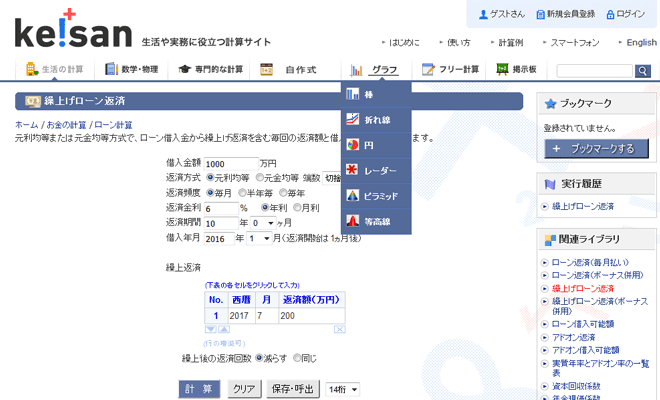 ke!san 生活や実務に役立つ計算サイト
ゲストさん 新規会員登録 ログイン
はじめに 使い方 計算例 スマートフォン English
生活の計算 数学・物理 専門的な計算 自作式 グラフ フリー計算 掲示板
棒
折れ線
円
レーダー
ピラミッド
等高線
繰上げローン返済
ホーム / お金の計算 / ローン計算
元利均等または元金均等方式で、ローン借入金から繰上げ返済を含む毎回の返済額と借
ます。
借入金額 1000 万円
返済方式 元利均等 元金均等 端数 切捨
返済頻度 毎月 半年毎 毎年
返済金利 6 % 年利 月利
返済期間 10 年 0 ヶ月
借入年月 2016 年 1 月(返済開始は1ヵ月後)
繰上返済
(下表の各セルをクリックして入力)
No. 西暦 月 返済額(万円)
1 2017 7 200
(行の増減可)
繰上後の返済回数 減らす 同じ
計算 クリア 保存・呼出 14桁
ブックマーク
登録されていません。
+ ブックマークする
実行履歴
繰上げローン返済
関連ライブラリ
ローン返済(毎月払い)
ローン返済(ボーナス併用)
繰上げローン返済
繰上げローン返済(ボーナス
併用)
ローン借入可能額
アドオン返済
アドオン借入可能額
実質年率とアドオン率の一覧
表
資本回収係数
年金現価係数